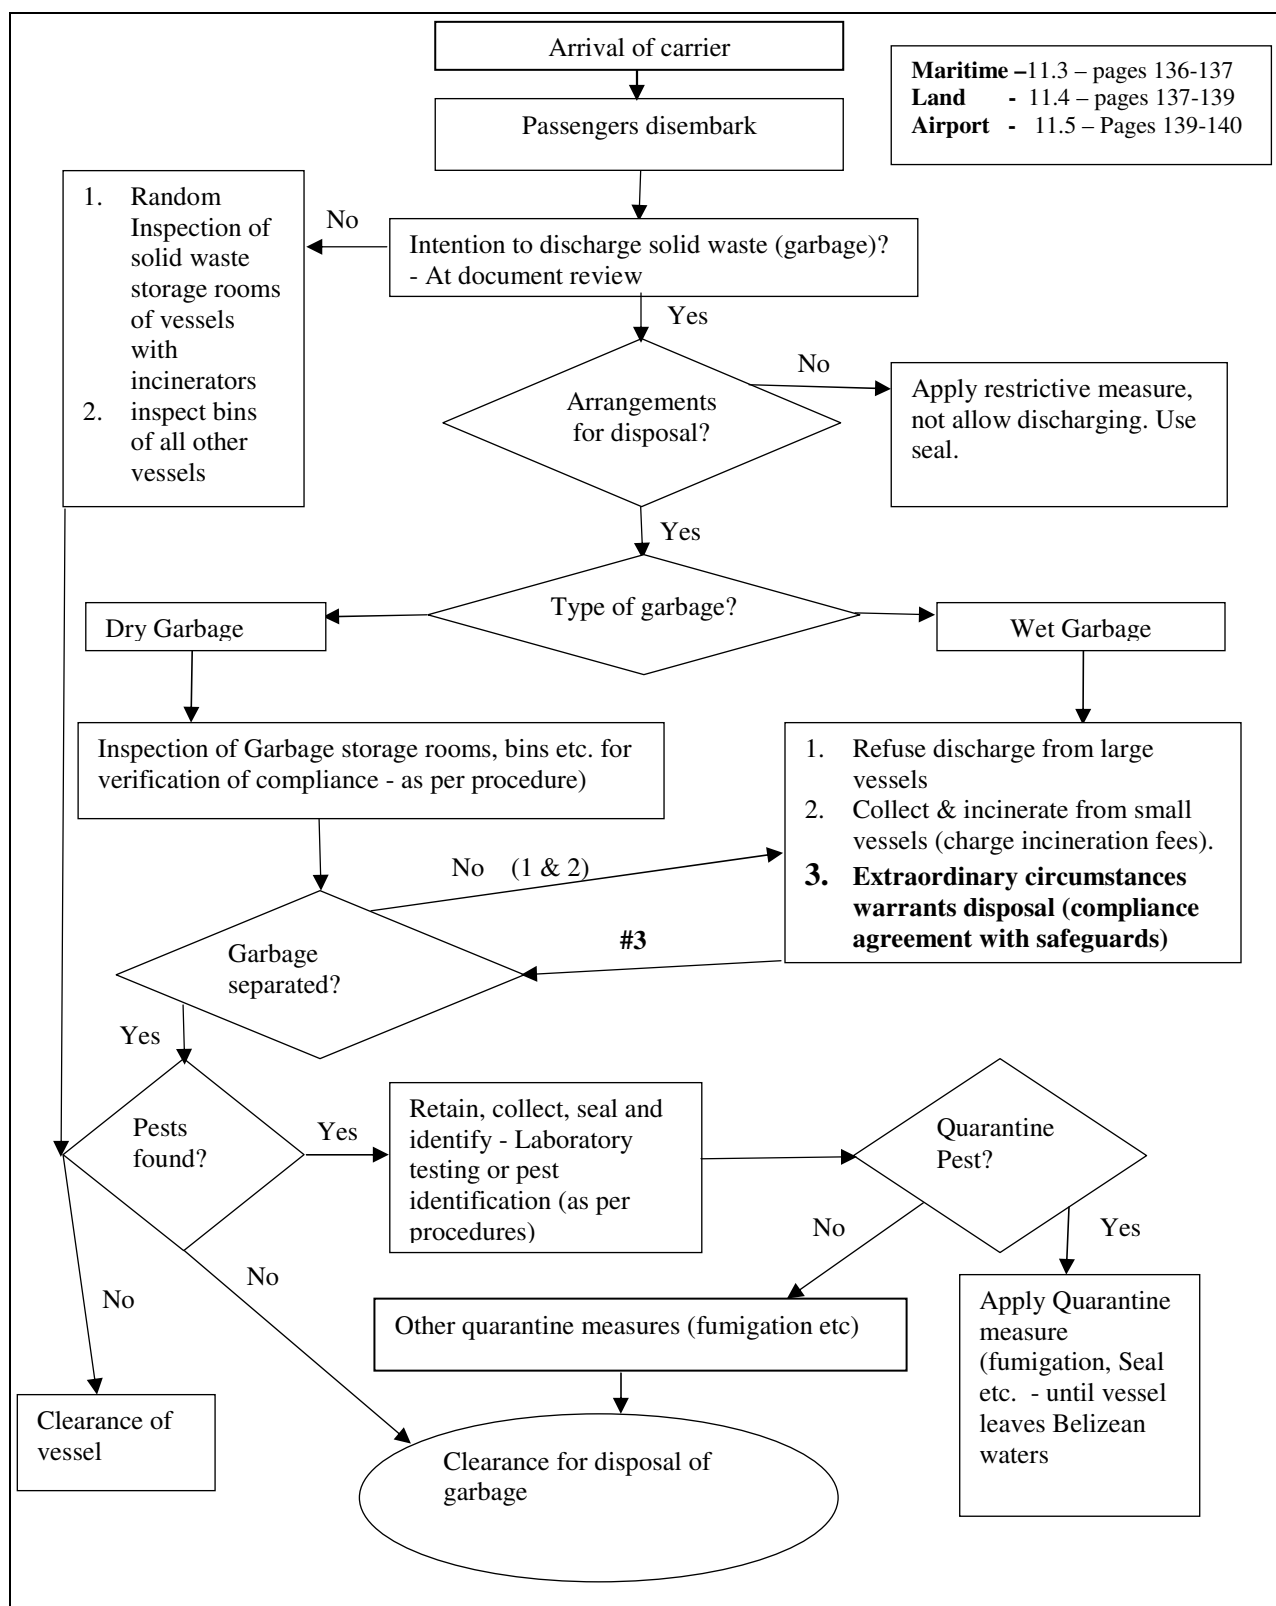 Arrival of carrier
Maritime –11.3 – pages 136-137
Land - 11.4 – pages 137-139
Airport - 11.5 – Pages 139-140
Passengers disembark
1. Random
Inspection of
solid waste
storage rooms
of vessels
with
incinerators
2. inspect bins
of all other
vessels
No
Intention to discharge solid waste (garbage)?
- At document review
Yes
Arrangements
for disposal?
No
Apply restrictive measure,
not allow discharging. Use
seal.
Yes
Type of garbage?
Dry Garbage
Wet Garbage
Inspection of Garbage storage rooms, bins etc. for
verification of compliance - as per procedure)
1. Refuse discharge from large
vessels
2. Collect & incinerate from small
vessels (charge incineration fees).
3. Extraordinary circumstances
warrants disposal (compliance
agreement with safeguards)
No (1 & 2)
#3
Garbage
separated?
Yes
Pests
found?
Yes
Retain, collect, seal and
identify - Laboratory
testing or pest
identification (as per
procedures)
Quarantine
Pest?
No
Yes
No
No
Other quarantine measures (fumigation etc)
Apply Quarantine
measure
(fumigation, Seal
etc. - until vessel
leaves Belizean
waters
Clearance of
vessel
Clearance for disposal of
garbage